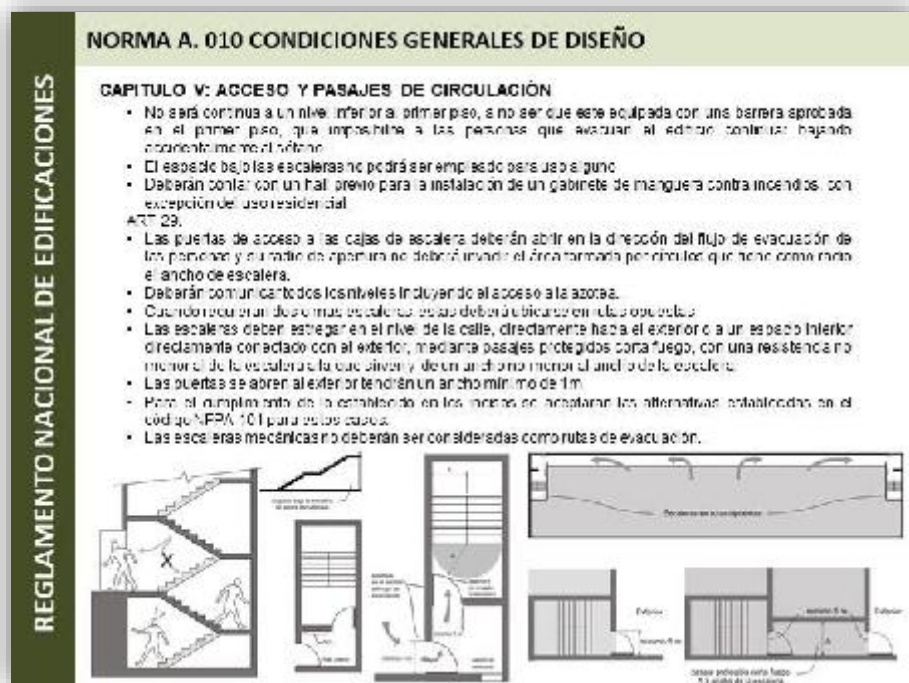 REGLAMENTO NACIONAL DE EDIFICACIONES
NORMA A. 010 CONDICIONES GENERALES DE DISEÑO
CAPITULO V: ACCESO Y PASAJES DE CIRCULACIÓN
• No será continua a un nivel inferior al primer piso, a no ser que este equipada con una barrera aprobada
en el primer piso, que imposibilite a las personas que evacuan el edificio continuar bajando
accidentalmente al sótano
• El espacio bajo las escaleras no podrá ser empleado para uso alguno
• Deberán contar con un hall previo para la instalación de un gabinete de manguera contra incendios, con
excepción del uso residencial
ART 29.
• Las puertas de acceso a las cajas de escalera deberán abrir en la dirección del flujo de evacuación de
las personas y su radio de apertura no deberá invadir el área formada por círculos que tiene como radio
el ancho de escalera.
• Deberán comunicar todos los niveles incluyendo el acceso a la azotea.
• Cuando requieran dos o mas escaleras, estas deberá ubicarse en rutas opuestas
• Las escaleras deben estregar en el nivel de la calle, directamente hacia el exterior o a un espacio interior
directamente conectado con el exterior, mediante pasajes protegidos corta fuego, con una resistencia no
menor al de la escalera a la que sirven y de un ancho no menor al ancho de la escalera
• Las puertas se abren al exterior tendrán un ancho mínimo de 1m
• Para el cumplimiento de lo establecido en los incisos se aceptaran las alternativas establecidas en el
código NFPA 101 para estos casos.
• Las escaleras mecánicas no deberán ser consideradas como rutas de evacuación.
X
Exterior
Exterior